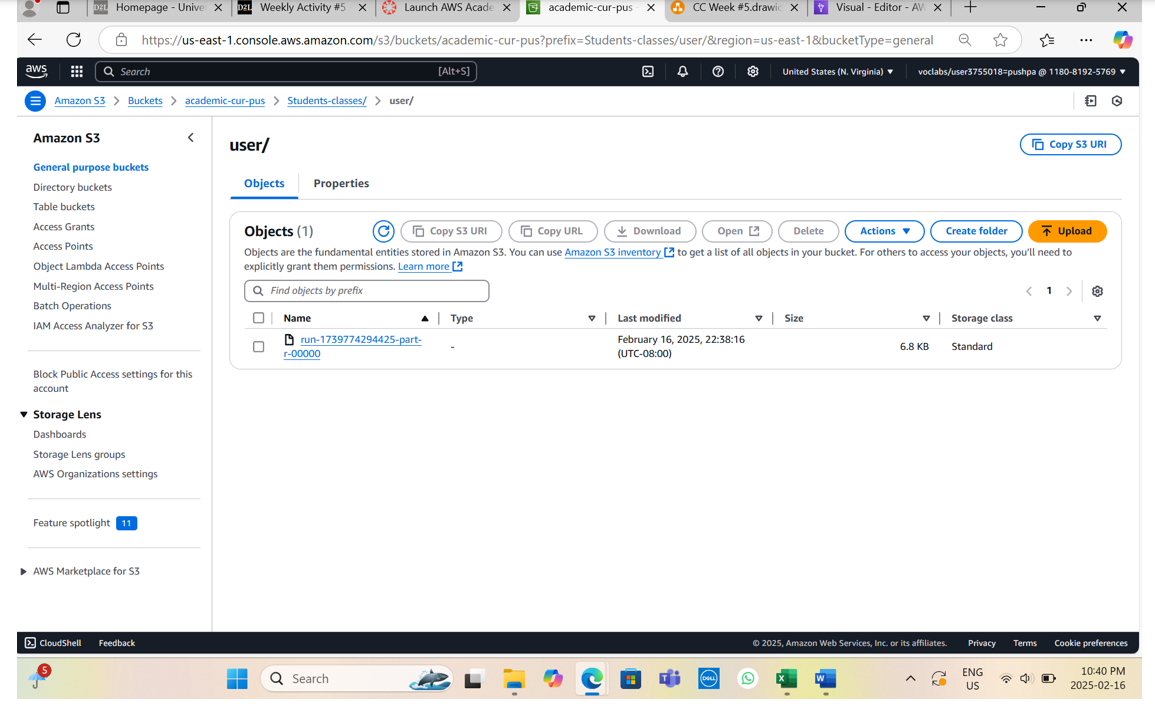 D2L Homepage - Unive
D2L Weekly Activity #5
Launch AWS Acade
academic-cur-pus -
CC Week #5.drawi
Visual - Editor - AW
https://us-east-1.console.aws.amazon.com/s3/buckets/academic-cur-pus?prefix=Students-classes/user/&region=us-east-1&bucketType=general
aws
Search [Alt+S]
United States (N. Virginia)
voclabs/user3755018=pushpa @ 1180-8192-5769
Amazon S3 > Buckets > academic-cur-pus > Students-classes/ > user/
Amazon S3
General purpose buckets
Directory buckets
Table buckets
Access Grants
Access Points
Object Lambda Access Points
Multi-Region Access Points
Batch Operations
IAM Access Analyzer for S3
Block Public Access settings for this
account
Storage Lens
Dashboards
Storage Lens groups
AWS Organizations settings
Feature spotlight 11
AWS Marketplace for S3
user/
Copy S3 URI
Objects Properties
Objects (1)
Copy S3 URI Copy URL Download Open Delete Actions Create folder Upload
Objects are the fundamental entities stored in Amazon S3. You can use Amazon S3 inventory to get a list of all objects in your bucket. For others to access your objects, you'll need to
explicitly grant them permissions. Learn more
Find objects by prefix
1
Name Type Last modified Size Storage class
run-1739774294425-part-
r-00000
-
February 16, 2025, 22:38:16
(UTC-08:00)
6.8 KB
Standard
CloudShell Feedback
© 2025, Amazon Web Services, Inc. or its affiliates. Privacy Terms Cookie preferences
5
Search
DELL
ENG
US
10:40 PM
2025-02-16